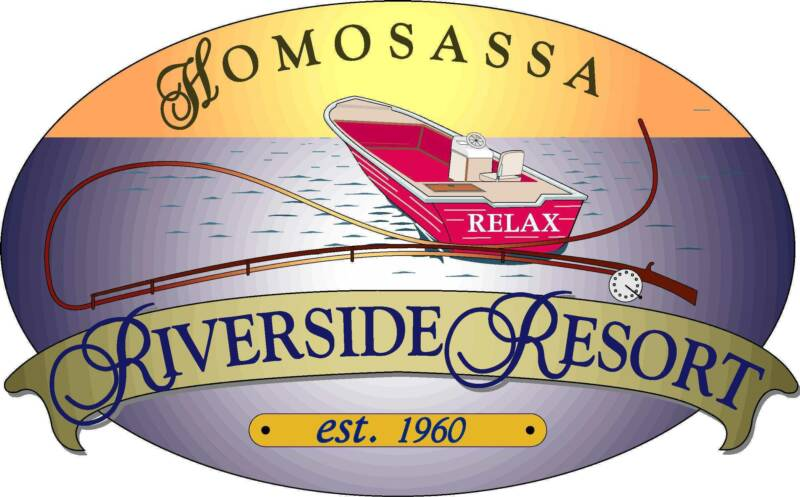 HOMOSASSA
RELAX
RIVERSIDE RESORT
est. 1960